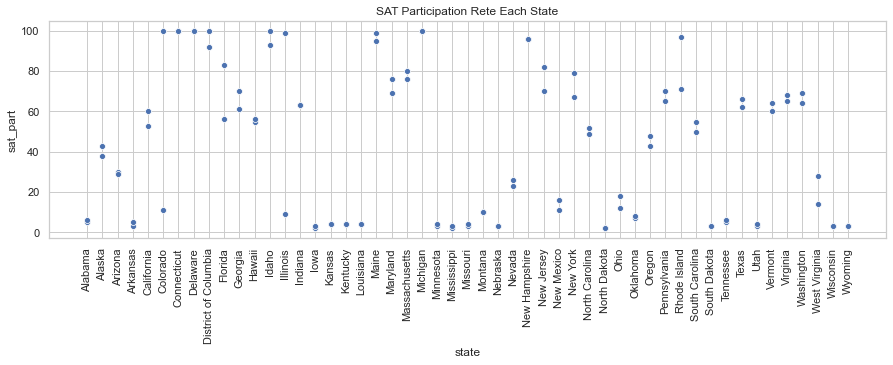 SAT Participation Rete Each State
sat_part
100
80
60
40
20
0
Alabama
Alaska
Arizona
Arkansas
California
Colorado
Connecticut
Delaware
District of Columbia
Florida
Georgia
Hawaii
Idaho
Illinois
Indiana
Iowa
Kansas
Kentucky
Louisiana
Maine
Maryland
Massachusetts
Michigan
Minnesota
Mississippi
Missouri
Montana
Nebraska
Nevada
New Hampshire
New Jersey
New Mexico
New York
North Carolina
North Dakota
Ohio
Oklahoma
Oregon
Pennsylvania
Rhode Island
South Carolina
South Dakota
Tennessee
Texas
Utah
Vermont
Virginia
Washington
West Virginia
Wisconsin
Wyoming
state